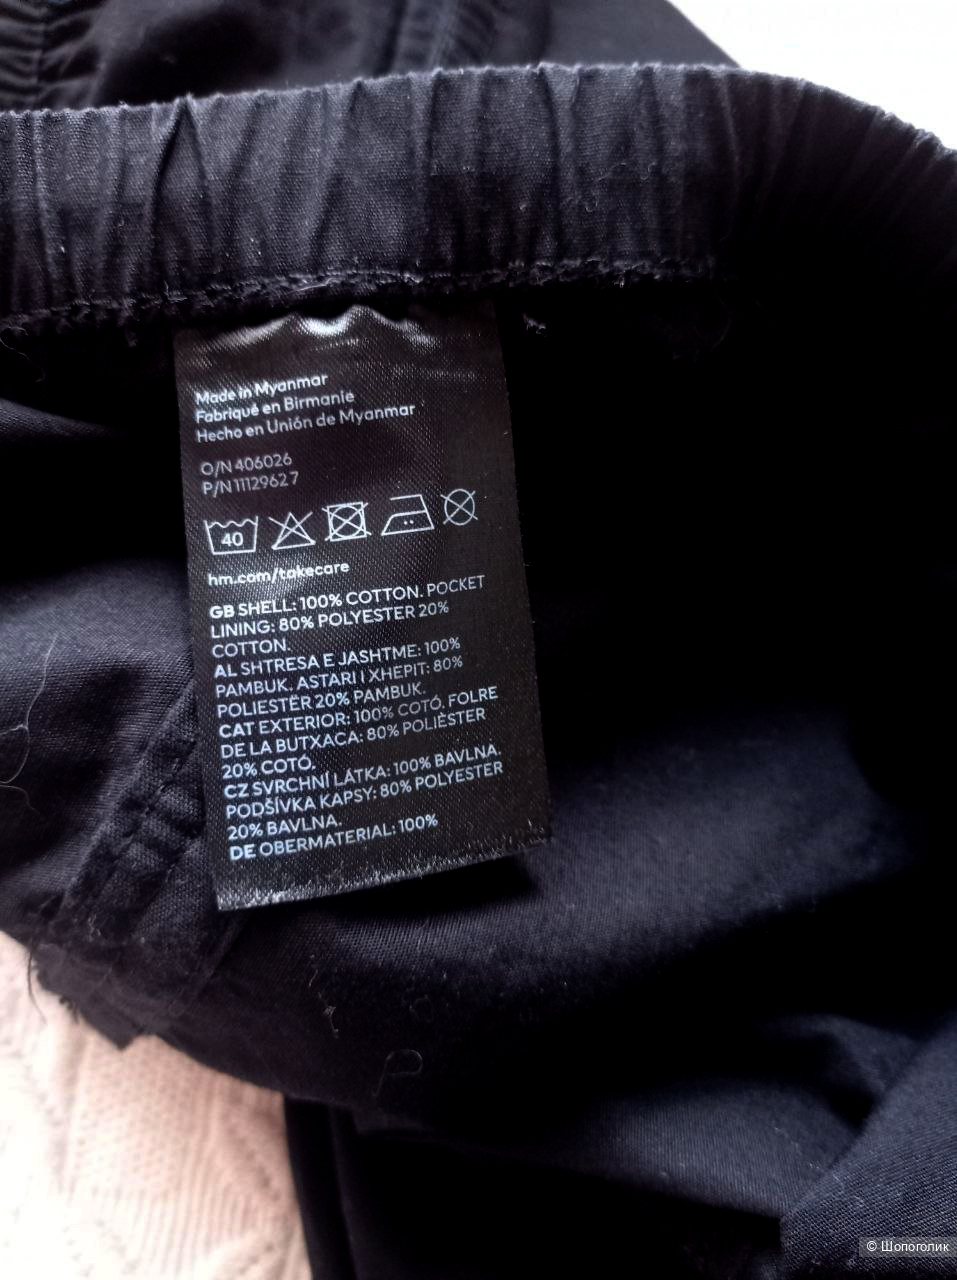 Made in Myanmar
Fabriqué en Birmanie
Hecho en Unión de Myanmar
O/N 406026
P/N 11129627
40
hm.com/takecare
GB SHELL: 100% COTTON. POCKET
LINING: 80% POLYESTER 20%
COTTON.
AL SHTRESA E JASHTME: 100%
PAMBUK. ASTARI I XHEPIT: 80%
POLIESTËR 20% PAMBUK.
CAT EXTERIOR: 100% COTÓ. FOLRE
DE LA BUTXACA: 80% POLIÈSTER
20% COTÓ.
CZ SVRCHNÍ LÁTKA: 100% BAVLNA.
PODŠÍVKA KAPSY: 80% POLYESTER
20% BAVLNA.
DE OBERMATERIAL: 100%
© Шопоголик